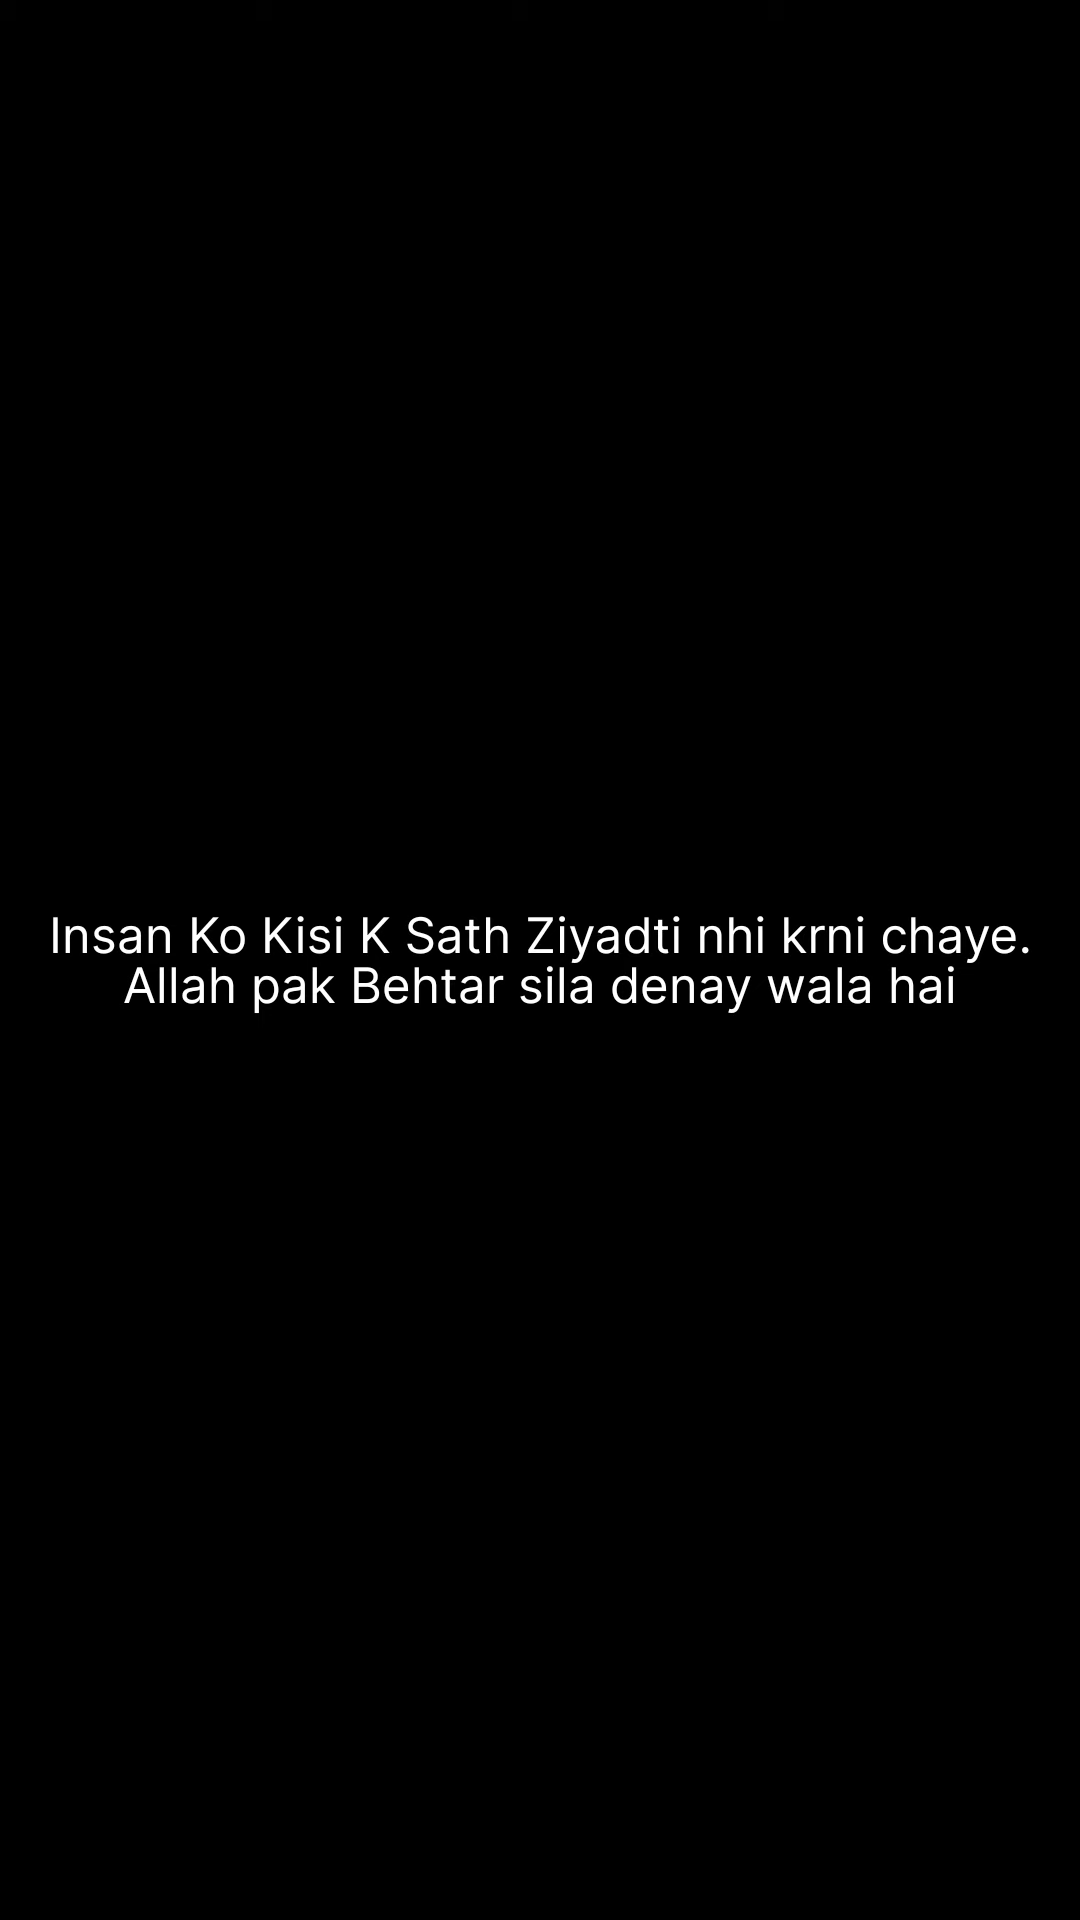 Insan Ko Kisi K Sath Ziyadti nhi krni chaye.
Allah pak Behtar sila denay wala hai